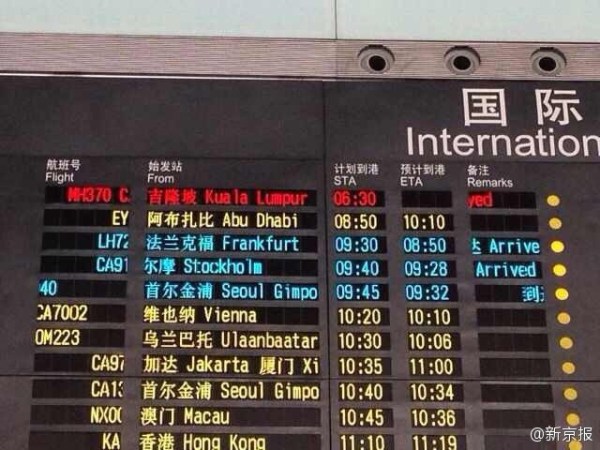 国际
International
航班号 始发站 计划到港 预计到港 备注
Flight From STA ETA Remarks
MH370 C 吉隆坡 Kuala Lumpur 06:30 yed
EY 阿布扎比 Abu Dhabi 08:50 10:10
LH72 法兰克福 Frankfurt 09:30 08:50 达 Arrive
CA91 尔摩 Stockholm 09:40 09:28 Arrived
40 首尔金浦 Seoul Gimpo 09:45 09:32 到
CA7002 维也纳 Vienna 10:20 10:10
OM223 乌兰巴托 Ulaanbaatar 10:30 10:06
CA97 加达 Jakarta 厦门 Xi 10:35 11:00
CA13 首尔金浦 Seoul Gimpo 10:40 10:34
NX00 澳门 Macau 10:45 10:36
KA 香港 Hong Kong 11:10 11:19
@新京报